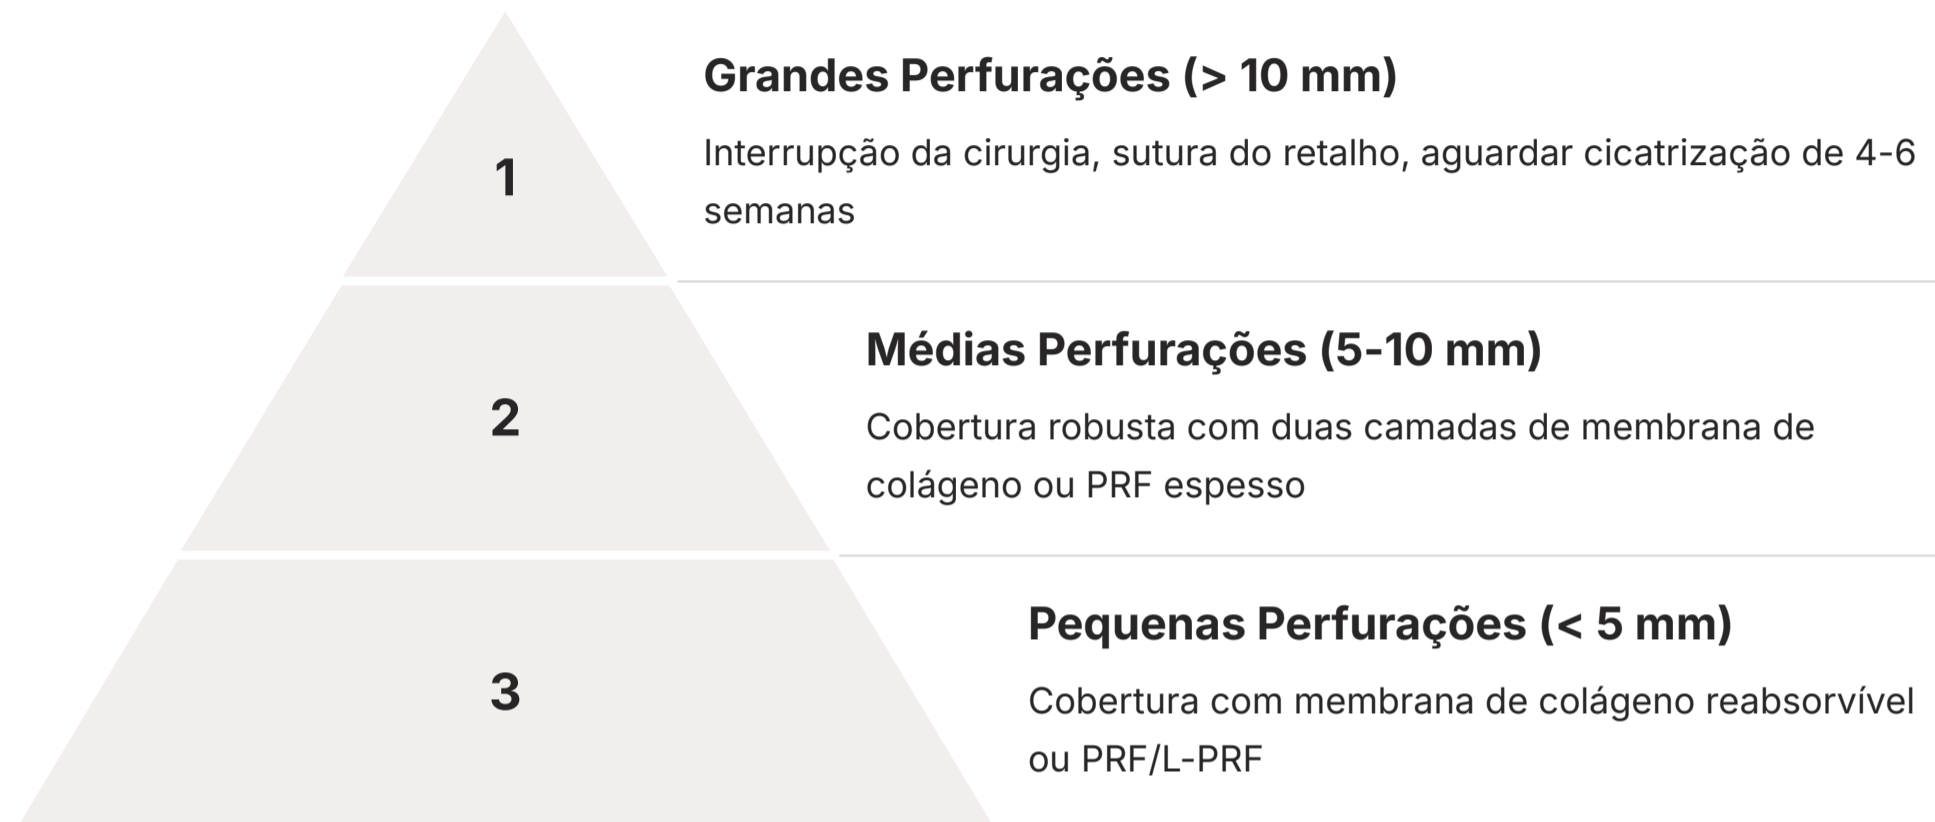 1
Grandes Perfurações (> 10 mm)
Interrupção da cirurgia, sutura do retalho, aguardar cicatrização de 4-6
semanas
2
Médias Perfurações (5-10 mm)
Cobertura robusta com duas camadas de membrana de
colágeno ou PRF espesso
3
Pequenas Perfurações (< 5 mm)
Cobertura com membrana de colágeno reabsorvível
ou PRF/L-PRF